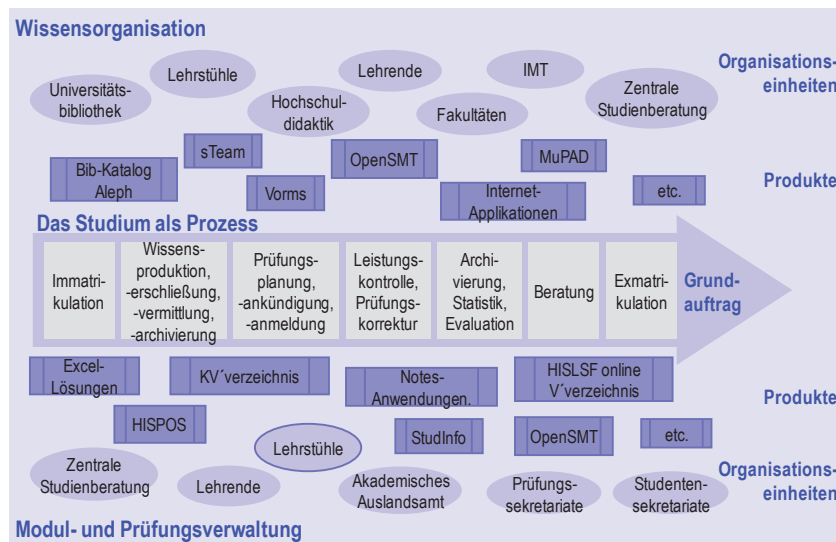 Wissensorganisation
Organisations-
einheiten
Universitäts-
bibliothek
Lehrstühle
Hochschul-
didaktik
Lehrende
Fakultäten
IMT
Zentrale
Studienberatung
Produkte
Bib-Katalog
Aleph
sTeam
Vorms
OpenSMT
Internet-
Applikationen
MuPAD
etc.
Das Studium als Prozess
Immatri-
kulation
Wissens-
produktion,
-erschließung,
-vermittlung,
-archivierung
Prüfungs-
planung,
-ankündigung,
-anmeldung
Leistungs-
kontrolle,
Prüfungs-
korrektur
Archi-
vierung,
Statistik,
Evaluation
Beratung
Exmatri-
kulation
Grund-
auftrag
Excel-
Lösungen
KV´verzeichnis
Notes-
Anwendungen.
HISLSF online
V´verzeichnis
Produkte
HISPOS
StudInfo
OpenSMT
etc.
Lehrstühle
Zentrale
Studienberatung
Lehrende
Akademisches
Auslandsamt
Prüfungs-
sekretariate
Studenten-
sekretariate
Organisations-
einheiten
Modul- und Prüfungsverwaltung